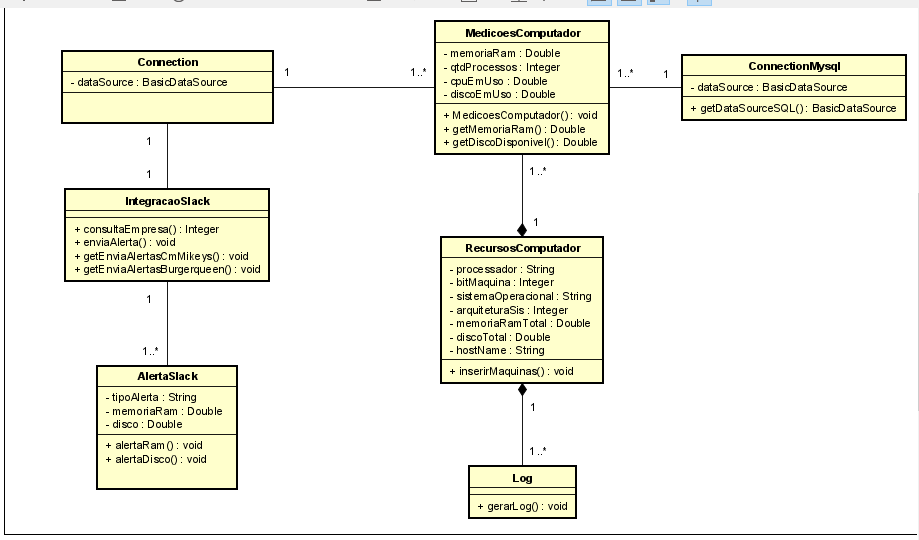 MedicoesComputador
- memoriaRam : Double
- qtdProcessos : Integer
- cpuEmUso : Double
- discoEmUso : Double
+ MedicoesComputador() : void
+ getMemoriaRam() : Double
+ getDiscoDisponivel() : Double
Connection
- dataSource : BasicDataSource
1
1..*
1..*
1
ConnectionMysql
- dataSource : BasicDataSource
+ getDataSourceSQL() : BasicDataSource
1
1
1..*
1
IntegracaoSlack
+ consultaEmpresa() : Integer
+ enviaAlerta() : void
+ getEnviaAlertasCmMikeys() : void
+ getEnviaAlertasBurgerqueen() : void
RecursosComputador
- processador : String
- bitMaquina : Integer
- sistemaOperacional : String
- arquiteturaSis : Integer
- memoriaRamTotal : Double
- discoTotal : Double
- hostName : String
+ inserirMaquinas() : void
1
1..*
AlertaSlack
- tipoAlerta : String
- memoriaRam : Double
- disco : Double
+ alertaRam() : void
+ alertaDisco() : void
1
1..*
Log
+ gerarLog() : void